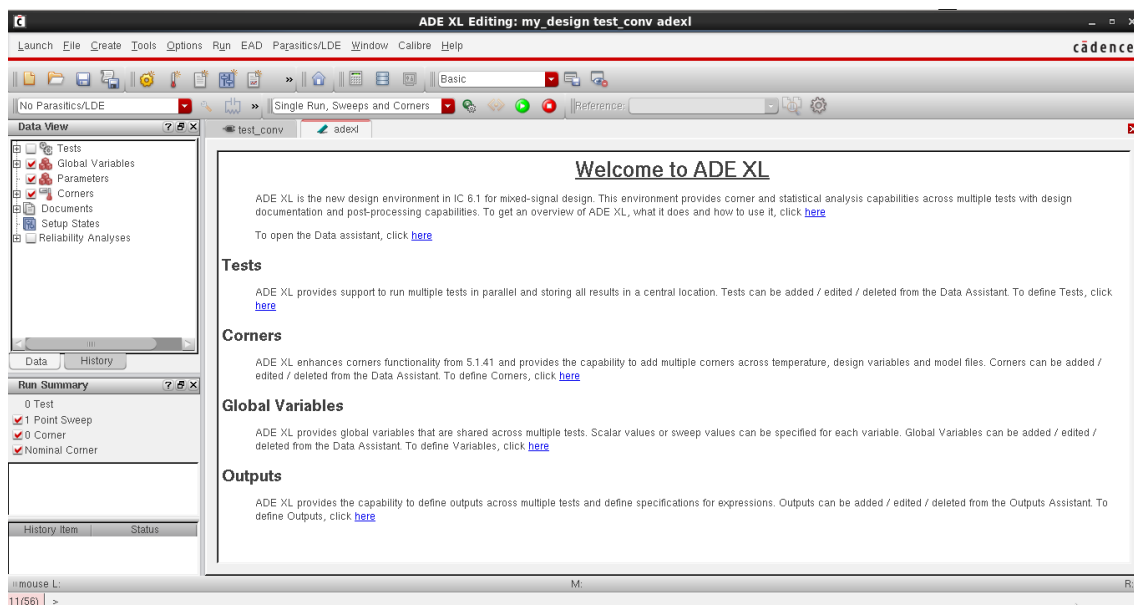 ADE XL Editing: my_design test_conv adexl
Launch File Create Tools Options Run EAD Parasitics/LDE Window Calibre Help
cādence
» Basic
No Parasitics/LDE » Single Run, Sweeps and Corners Reference:
Data View
Tests
Global Variables
Parameters
Corners
Documents
Setup States
Reliability Analyses
Data History
Run Summary
0 Test
1 Point Sweep
0 Corner
Nominal Corner
History Item Status
test_conv adexl
Welcome to ADE XL
ADE XL is the new design environment in IC 6.1 for mixed-signal design. This environment provides corner and statistical analysis capabilities across multiple tests with design
documentation and post-processing capabilities. To get an overview of ADE XL, what it does and how to use it, click here
To open the Data assistant, click here
Tests
ADE XL provides support to run multiple tests in parallel and storing all results in a central location. Tests can be added / edited / deleted from the Data Assistant. To define Tests, click
here
Corners
ADE XL enhances corners functionality from 5.1.41 and provides the capability to add multiple corners across temperature, design variables and model files. Corners can be added /
edited / deleted from the Data Assistant. To define Corners, click here
Global Variables
ADE XL provides global variables that are shared across multiple tests. Scalar values or sweep values can be specified for each variable. Global Variables can be added / edited /
deleted from the Data Assistant. To define Variables, click here
Outputs
ADE XL provides the capability to define outputs across multiple tests and define specifications for expressions. Outputs can be added / edited / deleted from the Outputs Assistant. To
define Outputs, click here
mouse L: M: R:
11(56) >